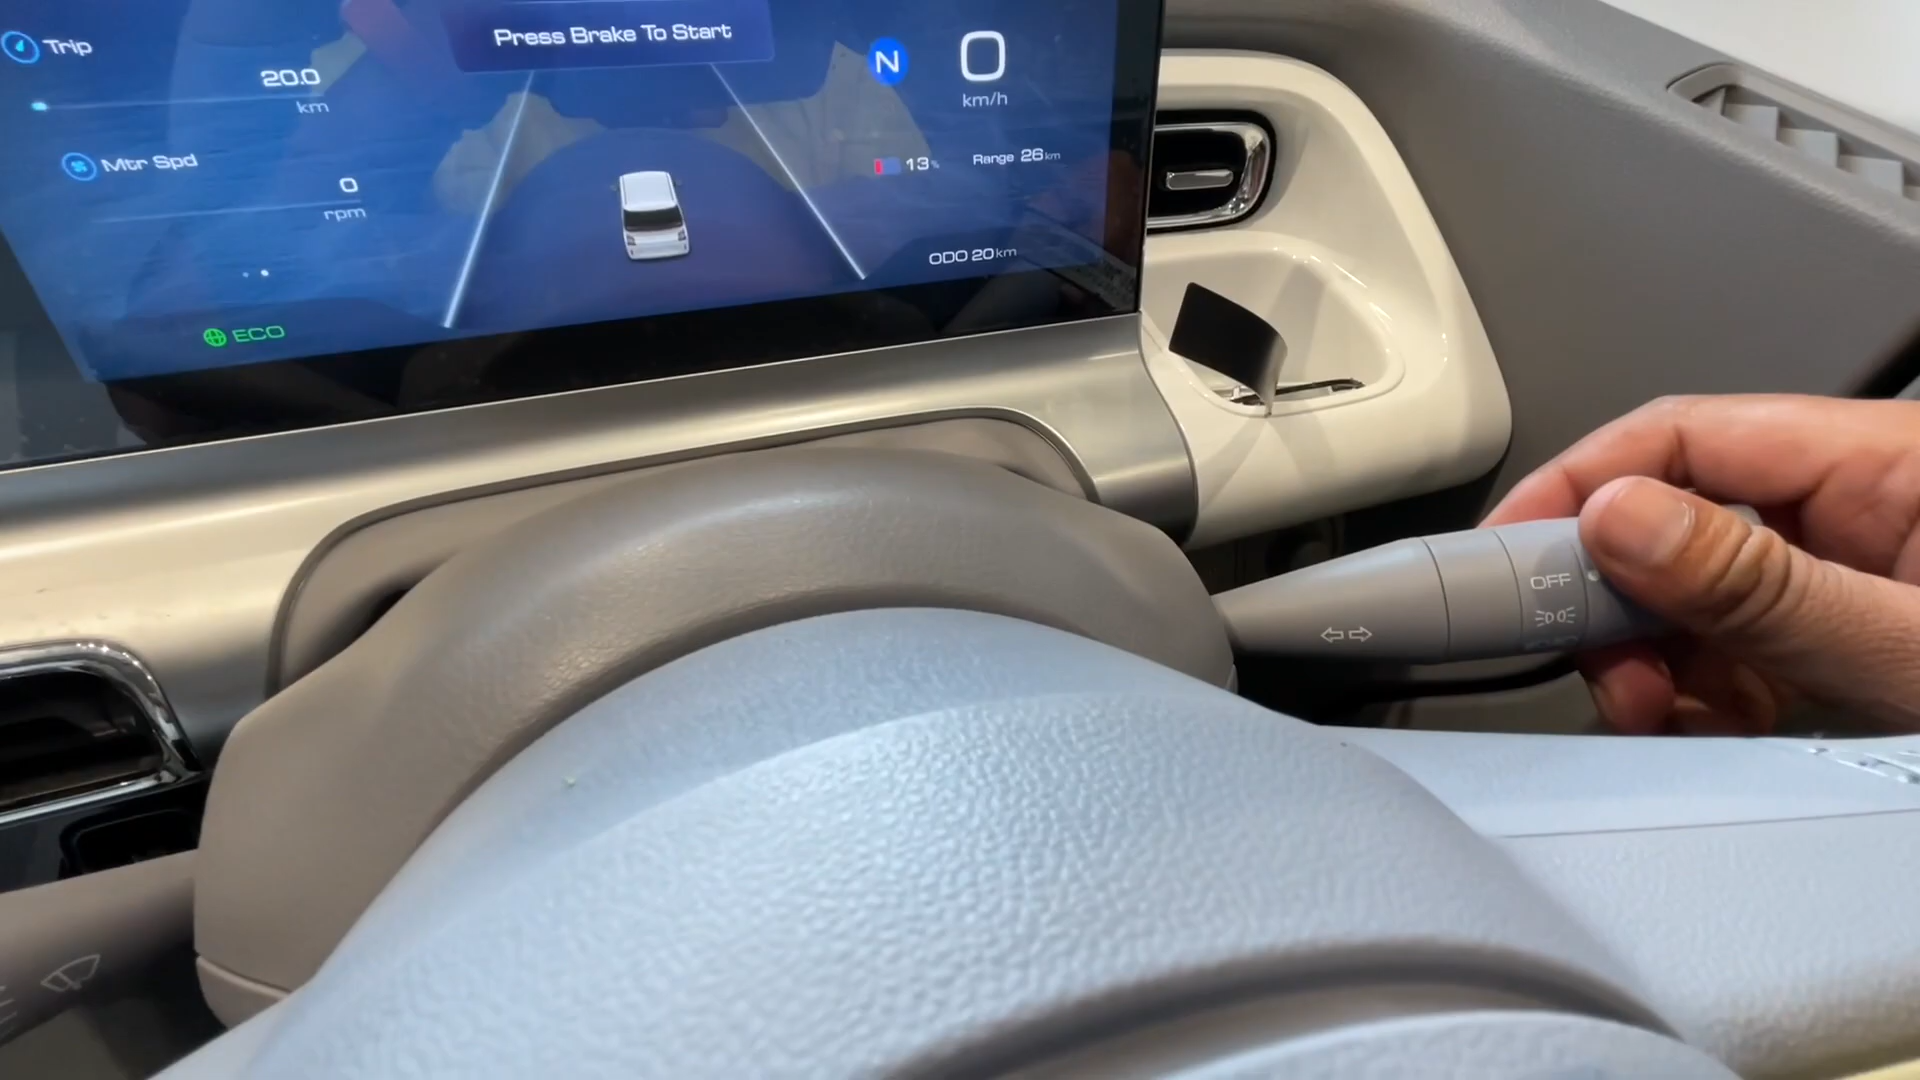 Press Brake To Start
Trip
20.0
km
N
0
km/h
Mtr Spd
0
rpm
13%
Range 26km
ODO 20km
ECO
OFF